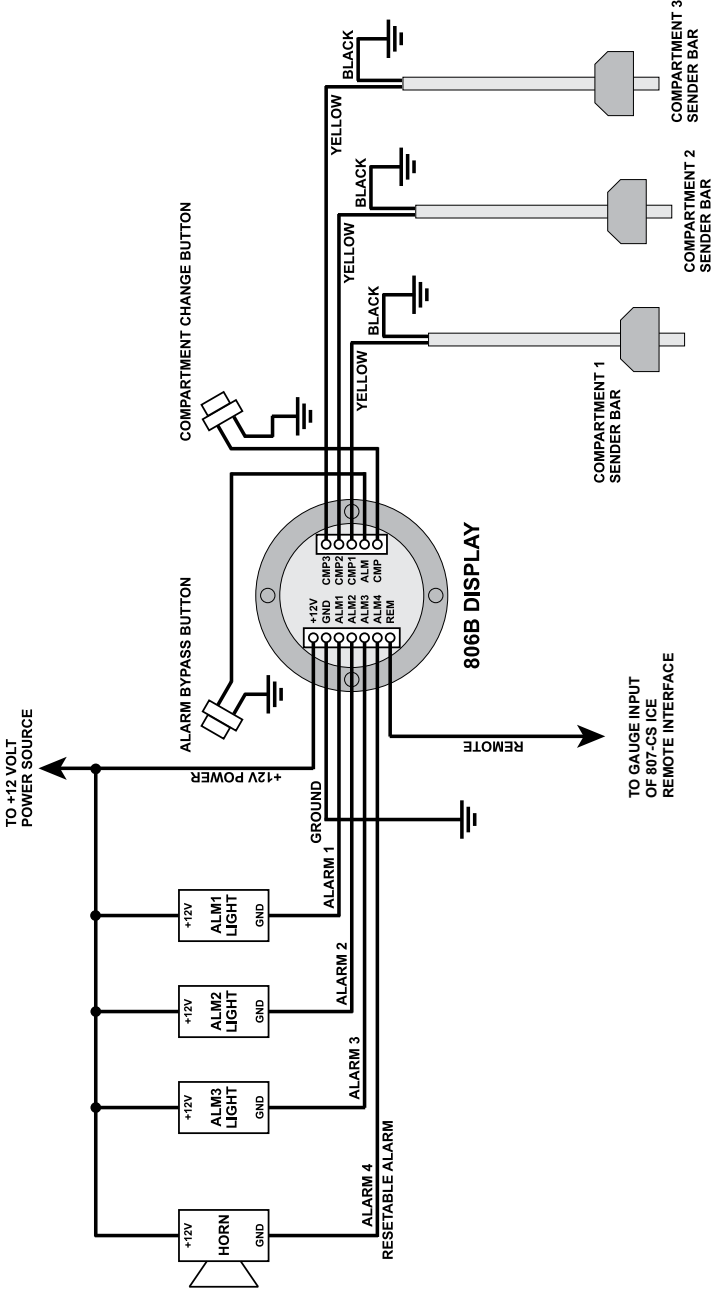 TO +12 VOLT
POWER SOURCE
ALARM BYPASS BUTTON
COMPARTMENT CHANGE BUTTON
+12V POWER
GROUND
ALARM 1
ALARM 2
ALARM 3
ALARM 4
RESETABLE ALARM
+12V
HORN
GND
+12V
ALM3
LIGHT
GND
+12V
ALM2
LIGHT
GND
+12V
ALM1
LIGHT
GND
+12V
GND
ALM1
ALM2
ALM3
ALM4
REM
CMP3
CMP2
CMP1
ALM
CMP
806B DISPLAY
REMOTE
TO GAUGE INPUT
OF 807-CS ICE
REMOTE INTERFACE
YELLOW
BLACK
COMPARTMENT 1
SENDER BAR
YELLOW
BLACK
COMPARTMENT 2
SENDER BAR
YELLOW
BLACK
COMPARTMENT 3
SENDER BAR